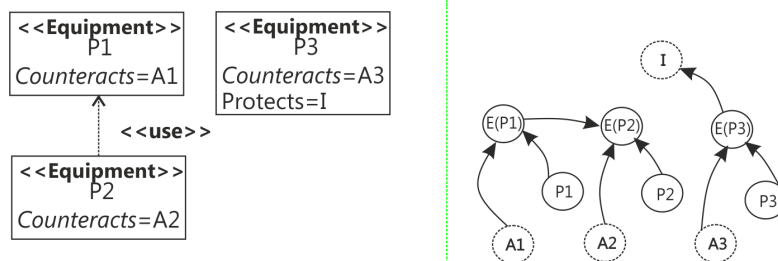 <<Equipment>>
P1
Counteracts=A1
<<Equipment>>
P3
Counteracts=A3
Protects=I
<<use>>
<<Equipment>>
P2
Counteracts=A2
I
E(P1)
E(P2)
E(P3)
P1
P2
P3
A1
A2
A3